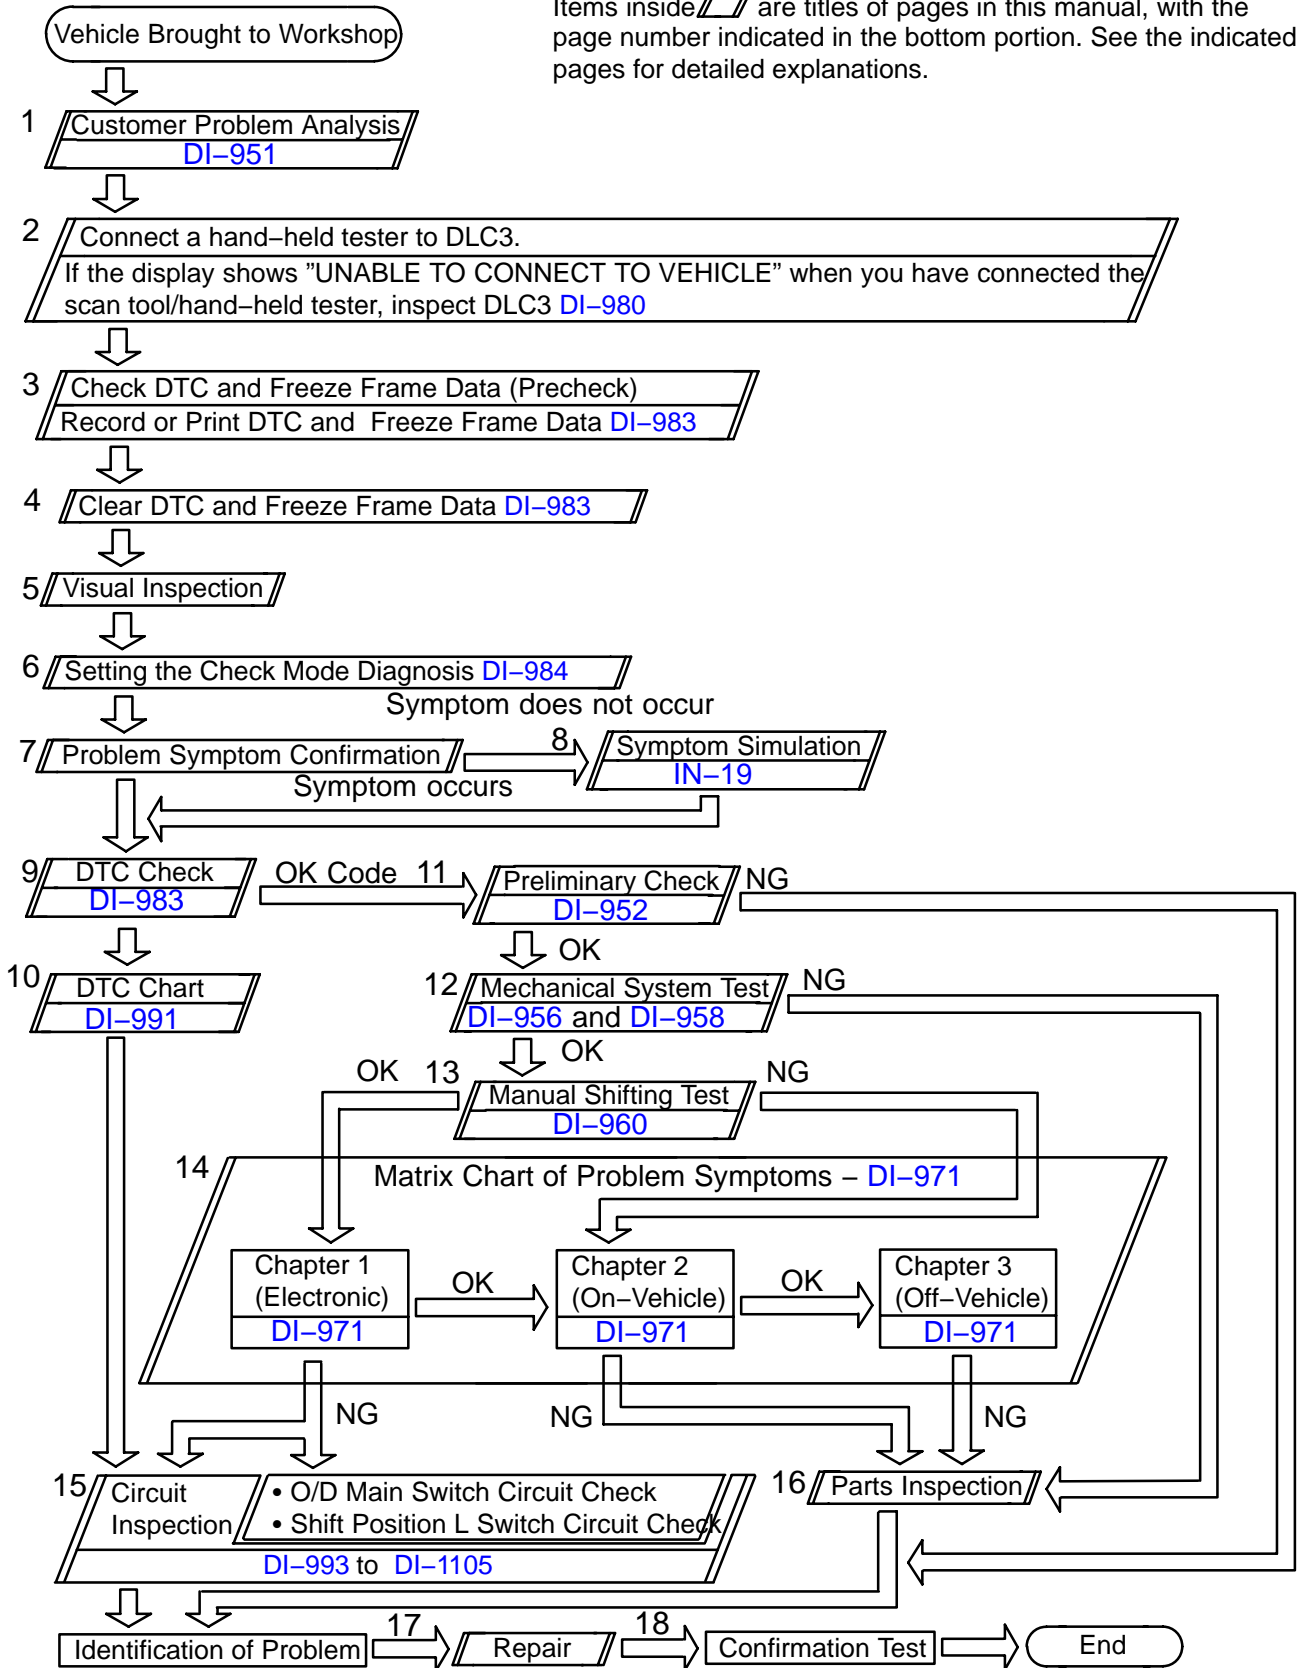 Items inside are titles of pages in this manual, with the
page number indicated in the bottom portion. See the indicated
pages for detailed explanations.
Vehicle Brought to Workshop
1
Customer Problem Analysis
DI–951
2
Connect a hand–held tester to DLC3.
If the display shows ”UNABLE TO CONNECT TO VEHICLE” when you have connected the
scan tool/hand–held tester, inspect DLC3 DI–980
3
Check DTC and Freeze Frame Data (Precheck)
Record or Print DTC and Freeze Frame Data DI–983
4
Clear DTC and Freeze Frame Data DI–983
5
Visual Inspection
6
Setting the Check Mode Diagnosis DI–984
Symptom does not occur
7
Problem Symptom Confirmation
8
Symptom Simulation
IN–19
Symptom occurs
9
DTC Check
DI–983
OK Code
11
Preliminary Check
DI–952
NG
OK
10
DTC Chart
DI–991
12
Mechanical System Test
DI–956 and DI–958
NG
OK
OK
13
Manual Shifting Test
DI–960
NG
14
Matrix Chart of Problem Symptoms – DI–971
Chapter 1
(Electronic)
DI–971
OK
Chapter 2
(On–Vehicle)
DI–971
OK
Chapter 3
(Off–Vehicle)
DI–971
NG
NG
NG
15
Circuit
Inspection
• O/D Main Switch Circuit Check
• Shift Position L Switch Circuit Check
DI–993 to DI–1105
16
Parts Inspection
Identification of Problem
17
Repair
18
Confirmation Test
End